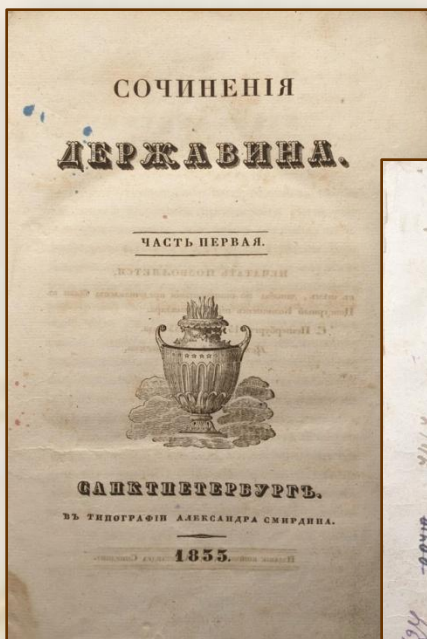 СОЧИНЕНІЯ
ДЕРЖАВИНА.
ЧАСТЬ ПЕРВАЯ.
САНКТПЕТЕРБУРГЪ.
ВЪ ТИПОГРАФІИ АЛЕКСАНДРА СМИРДИНА.
1833.